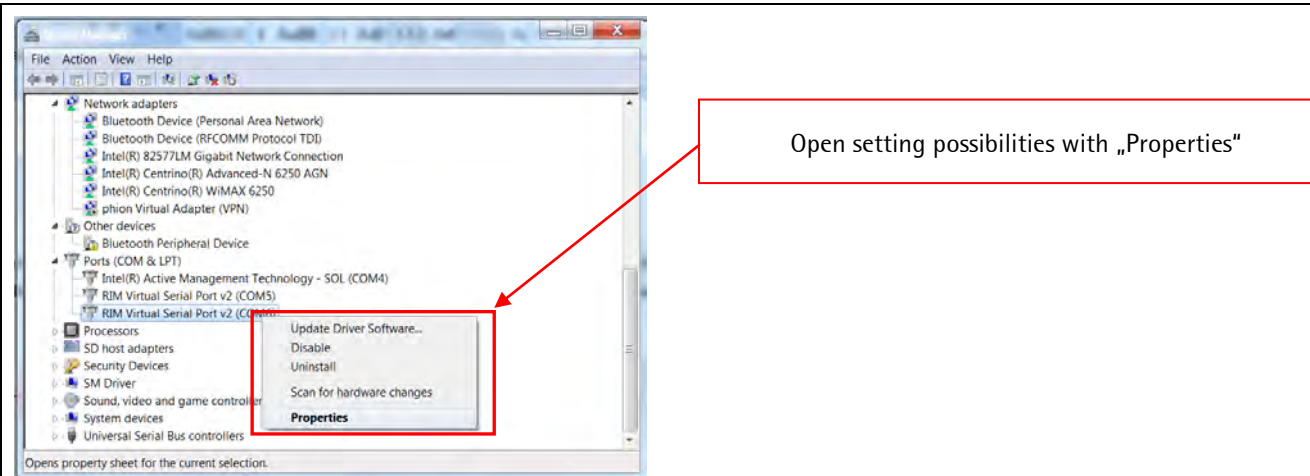 File Action View Help
Network adapters
Bluetooth Device (Personal Area Network)
Bluetooth Device (RFCOMM Protocol TDI)
Intel(R) 82577LM Gigabit Network Connection
Intel(R) Centrino(R) Advanced-N 6250 AGN
Intel(R) Centrino(R) WiMAX 6250
phion Virtual Adapter (VPN)
Other devices
Bluetooth Peripheral Device
Ports (COM & LPT)
Intel(R) Active Management Technology - SOL (COM4)
RIM Virtual Serial Port v2 (COM5)
RIM Virtual Serial Port v2
Processors
SD host adapters
Security Devices
SM Driver
Sound, video and game
System devices
Universal Serial Bus controllers
Update Driver Software...
Disable
Uninstall
Scan for hardware changes
Properties
Opens property sheet for the current selection.
Open setting possibilities with „Properties“